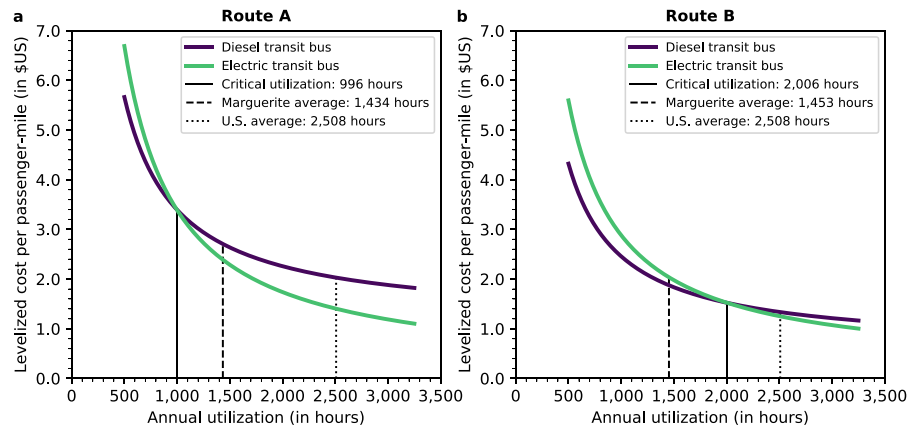 a
Route A
7.0
6.0
5.0
4.0
3.0
2.0
1.0
0.0
Levelized cost per passenger-mile (in $US)
Diesel transit bus
Electric transit bus
Critical utilization: 996 hours
Marguerite average: 1,434 hours
U.S. average: 2,508 hours
0
500
1,000
1,500
2,000
2,500
3,000
3,500
Annual utilization (in hours)
b
Route B
7.0
6.0
5.0
4.0
3.0
2.0
1.0
0.0
Levelized cost per passenger-mile (in $US)
Diesel transit bus
Electric transit bus
Critical utilization: 2,006 hours
Marguerite average: 1,453 hours
U.S. average: 2,508 hours
0
500
1,000
1,500
2,000
2,500
3,000
3,500
Annual utilization (in hours)